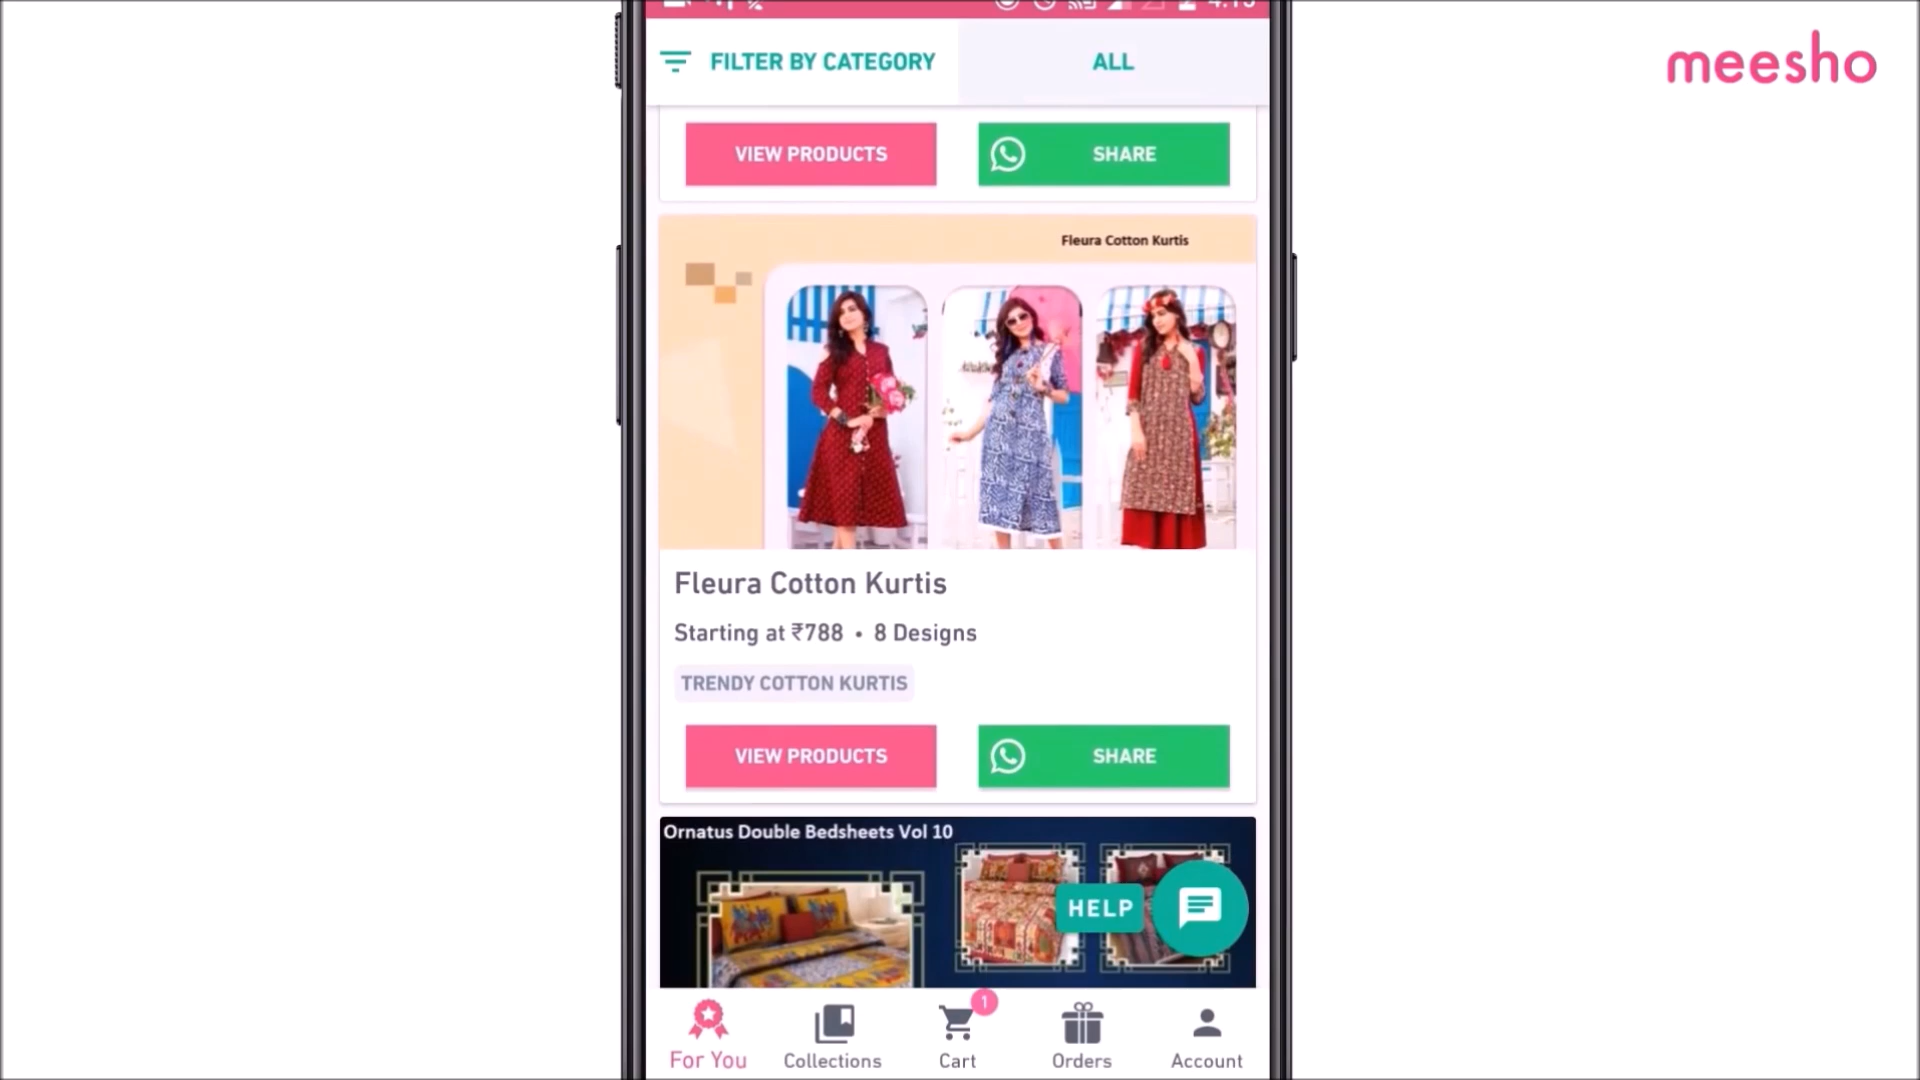 meesho
FILTER BY CATEGORY
ALL
VIEW PRODUCTS
SHARE
Fleura Cotton Kurtis
Fleura Cotton Kurtis
Starting at ₹788 • 8 Designs
TRENDY COTTON KURTIS
VIEW PRODUCTS
SHARE
Ornatus Double Bedsheets Vol 10
HELP
1
For You
Collections
Cart
Orders
Account